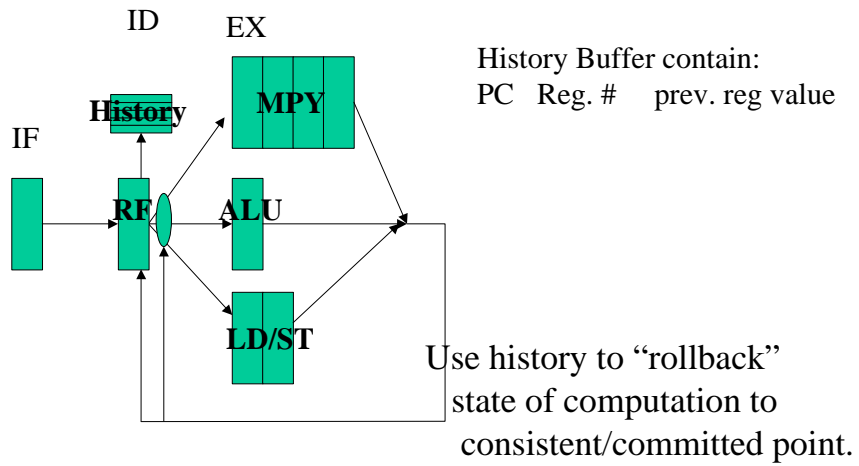 ID
EX
History Buffer contain:
PC Reg. # prev. reg value
MPY
History
IF
RF
ALU
LD/ST
Use history to “rollback”
state of computation to
consistent/committed point.